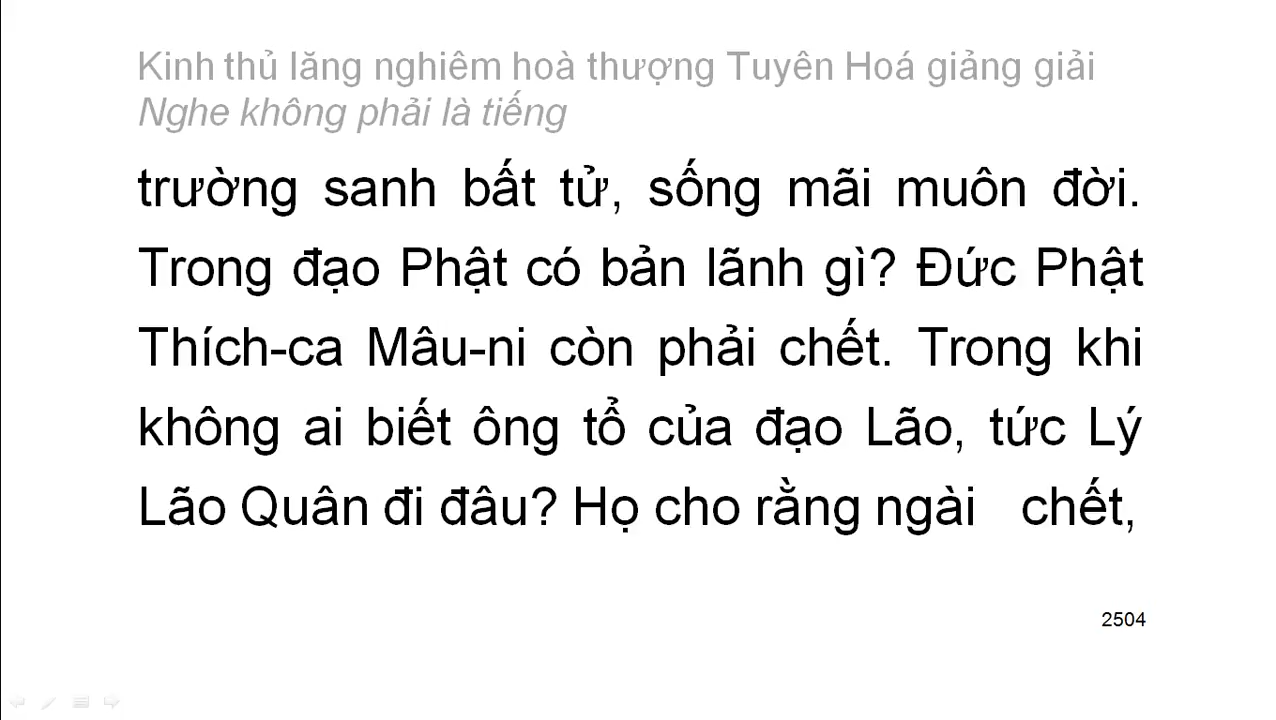 Kinh thủ lăng nghiêm hoà thượng Tuyên Hoá giảng giải
Nghe không phải là tiếng
trường sanh bất tử, sống mãi muôn đời.
Trong đạo Phật có bản lãnh gì? Đức Phật
Thích-ca Mâu-ni còn phải chết. Trong khi
không ai biết ông tổ của đạo Lão, tức Lý
Lão Quân đi đâu? Họ cho rằng ngài chết,
2504